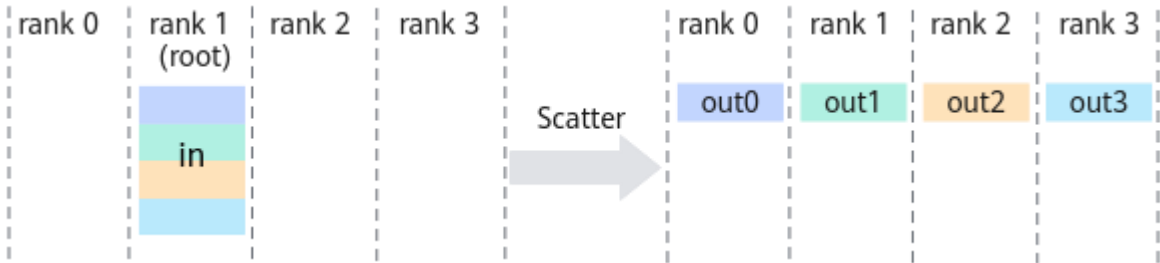 rank 0
rank 1
(root)
rank 2
rank 3
in
Scatter
rank 0
rank 1
rank 2
rank 3
out0
out1
out2
out3